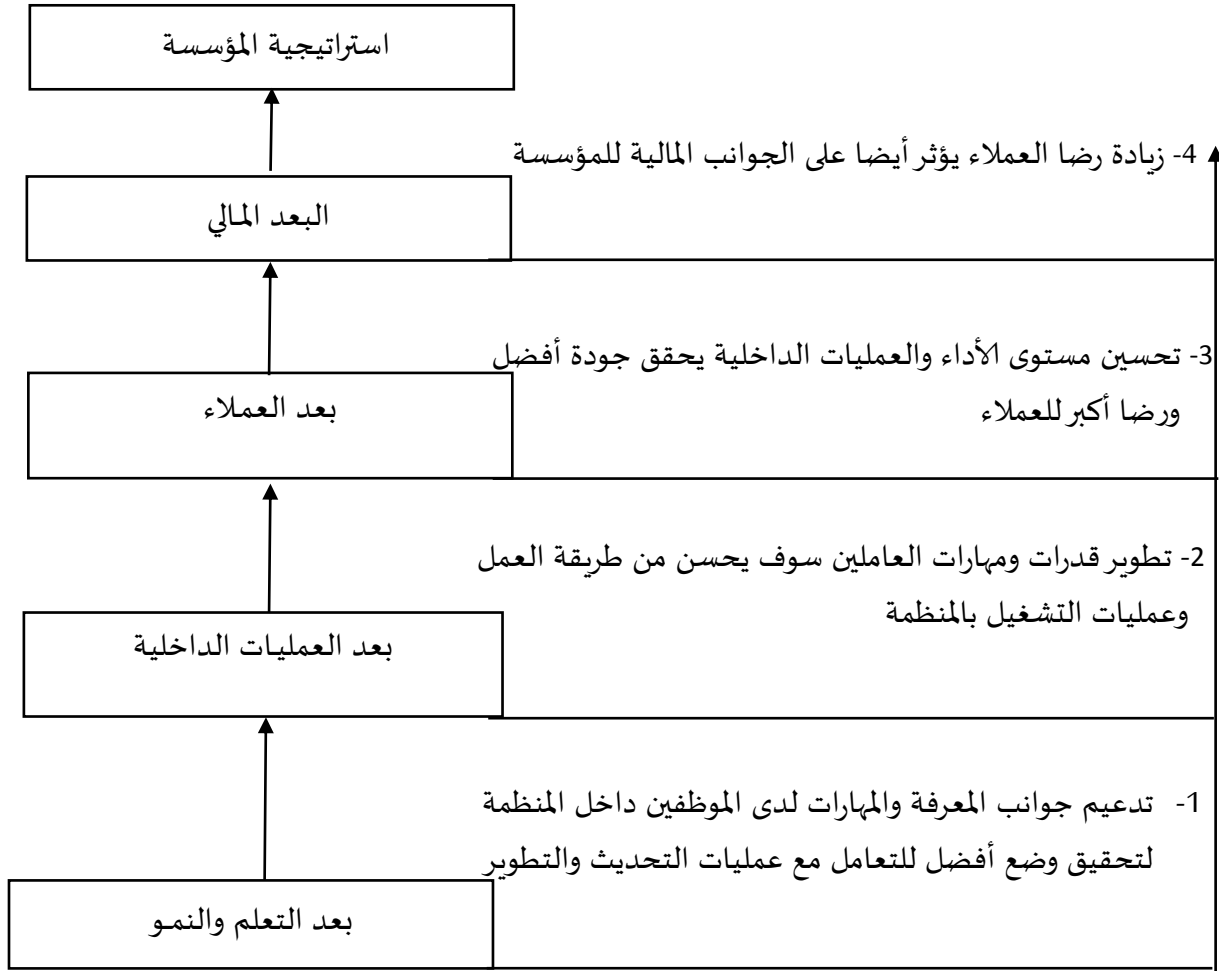 استراتيجية المؤسسة
4- زيادة رضا العملاء يؤثر أيضا على الجوانب المالية للمؤسسة
البعد المالي
3- تحسين مستوى الأداء والعمليات الداخلية يحقق جودة أفضل
ورضا أكبر للعملاء
بعد العملاء
2- تطوير قدرات ومهارات العاملين سوف يحسن من طريقة العمل
وعمليات التشغيل بالمنظمة
بعد العمليات الداخلية
1- تدعيم جوانب المعرفة والمهارات لدى الموظفين داخل المنظمة
لتحقيق وضع أفضل للتعامل مع عمليات التحديث والتطوير
بعد التعلم والنمو